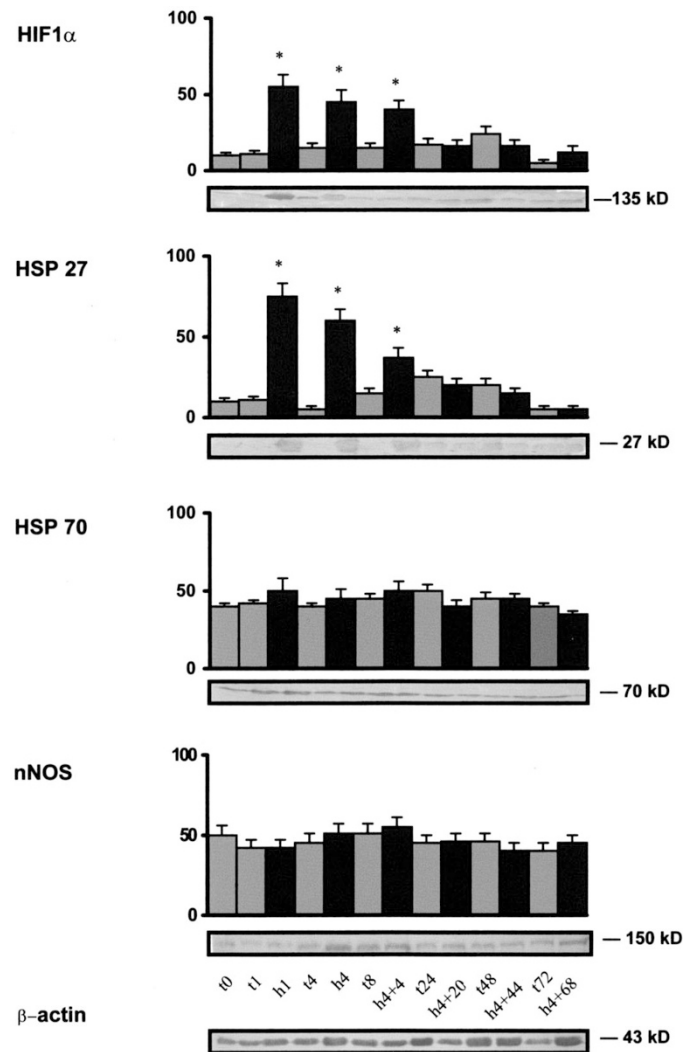 HIF1α
100
*
*
*
50
0
—135 kD
HSP 27
100
*
*
*
50
0
— 27 kD
HSP 70
100
50
0
— 70 kD
nNOS
100
50
0
— 150 kD
t0 t1 h1 t4 h4 t8 h4+4 t24 h4+20 t48 h4+44 t72 h4+68
β-actin
— 43 kD